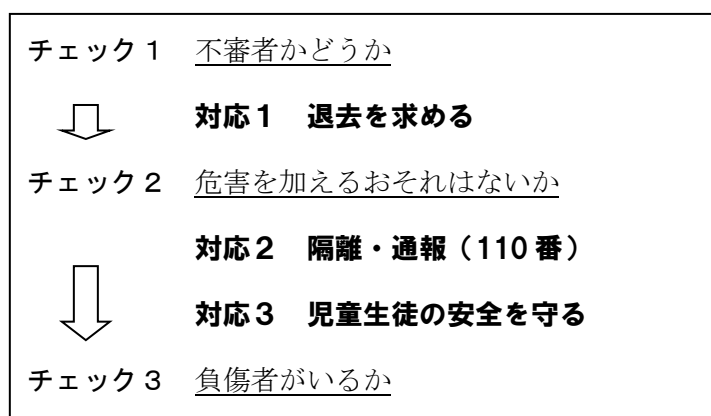 チェック１　不審者かどうか
対応１　退去を求める
チェック２　危害を加えるおそれはないか
対応２　隔離・通報（110番）
対応３　児童生徒の安全を守る
チェック３　負傷者がいるか